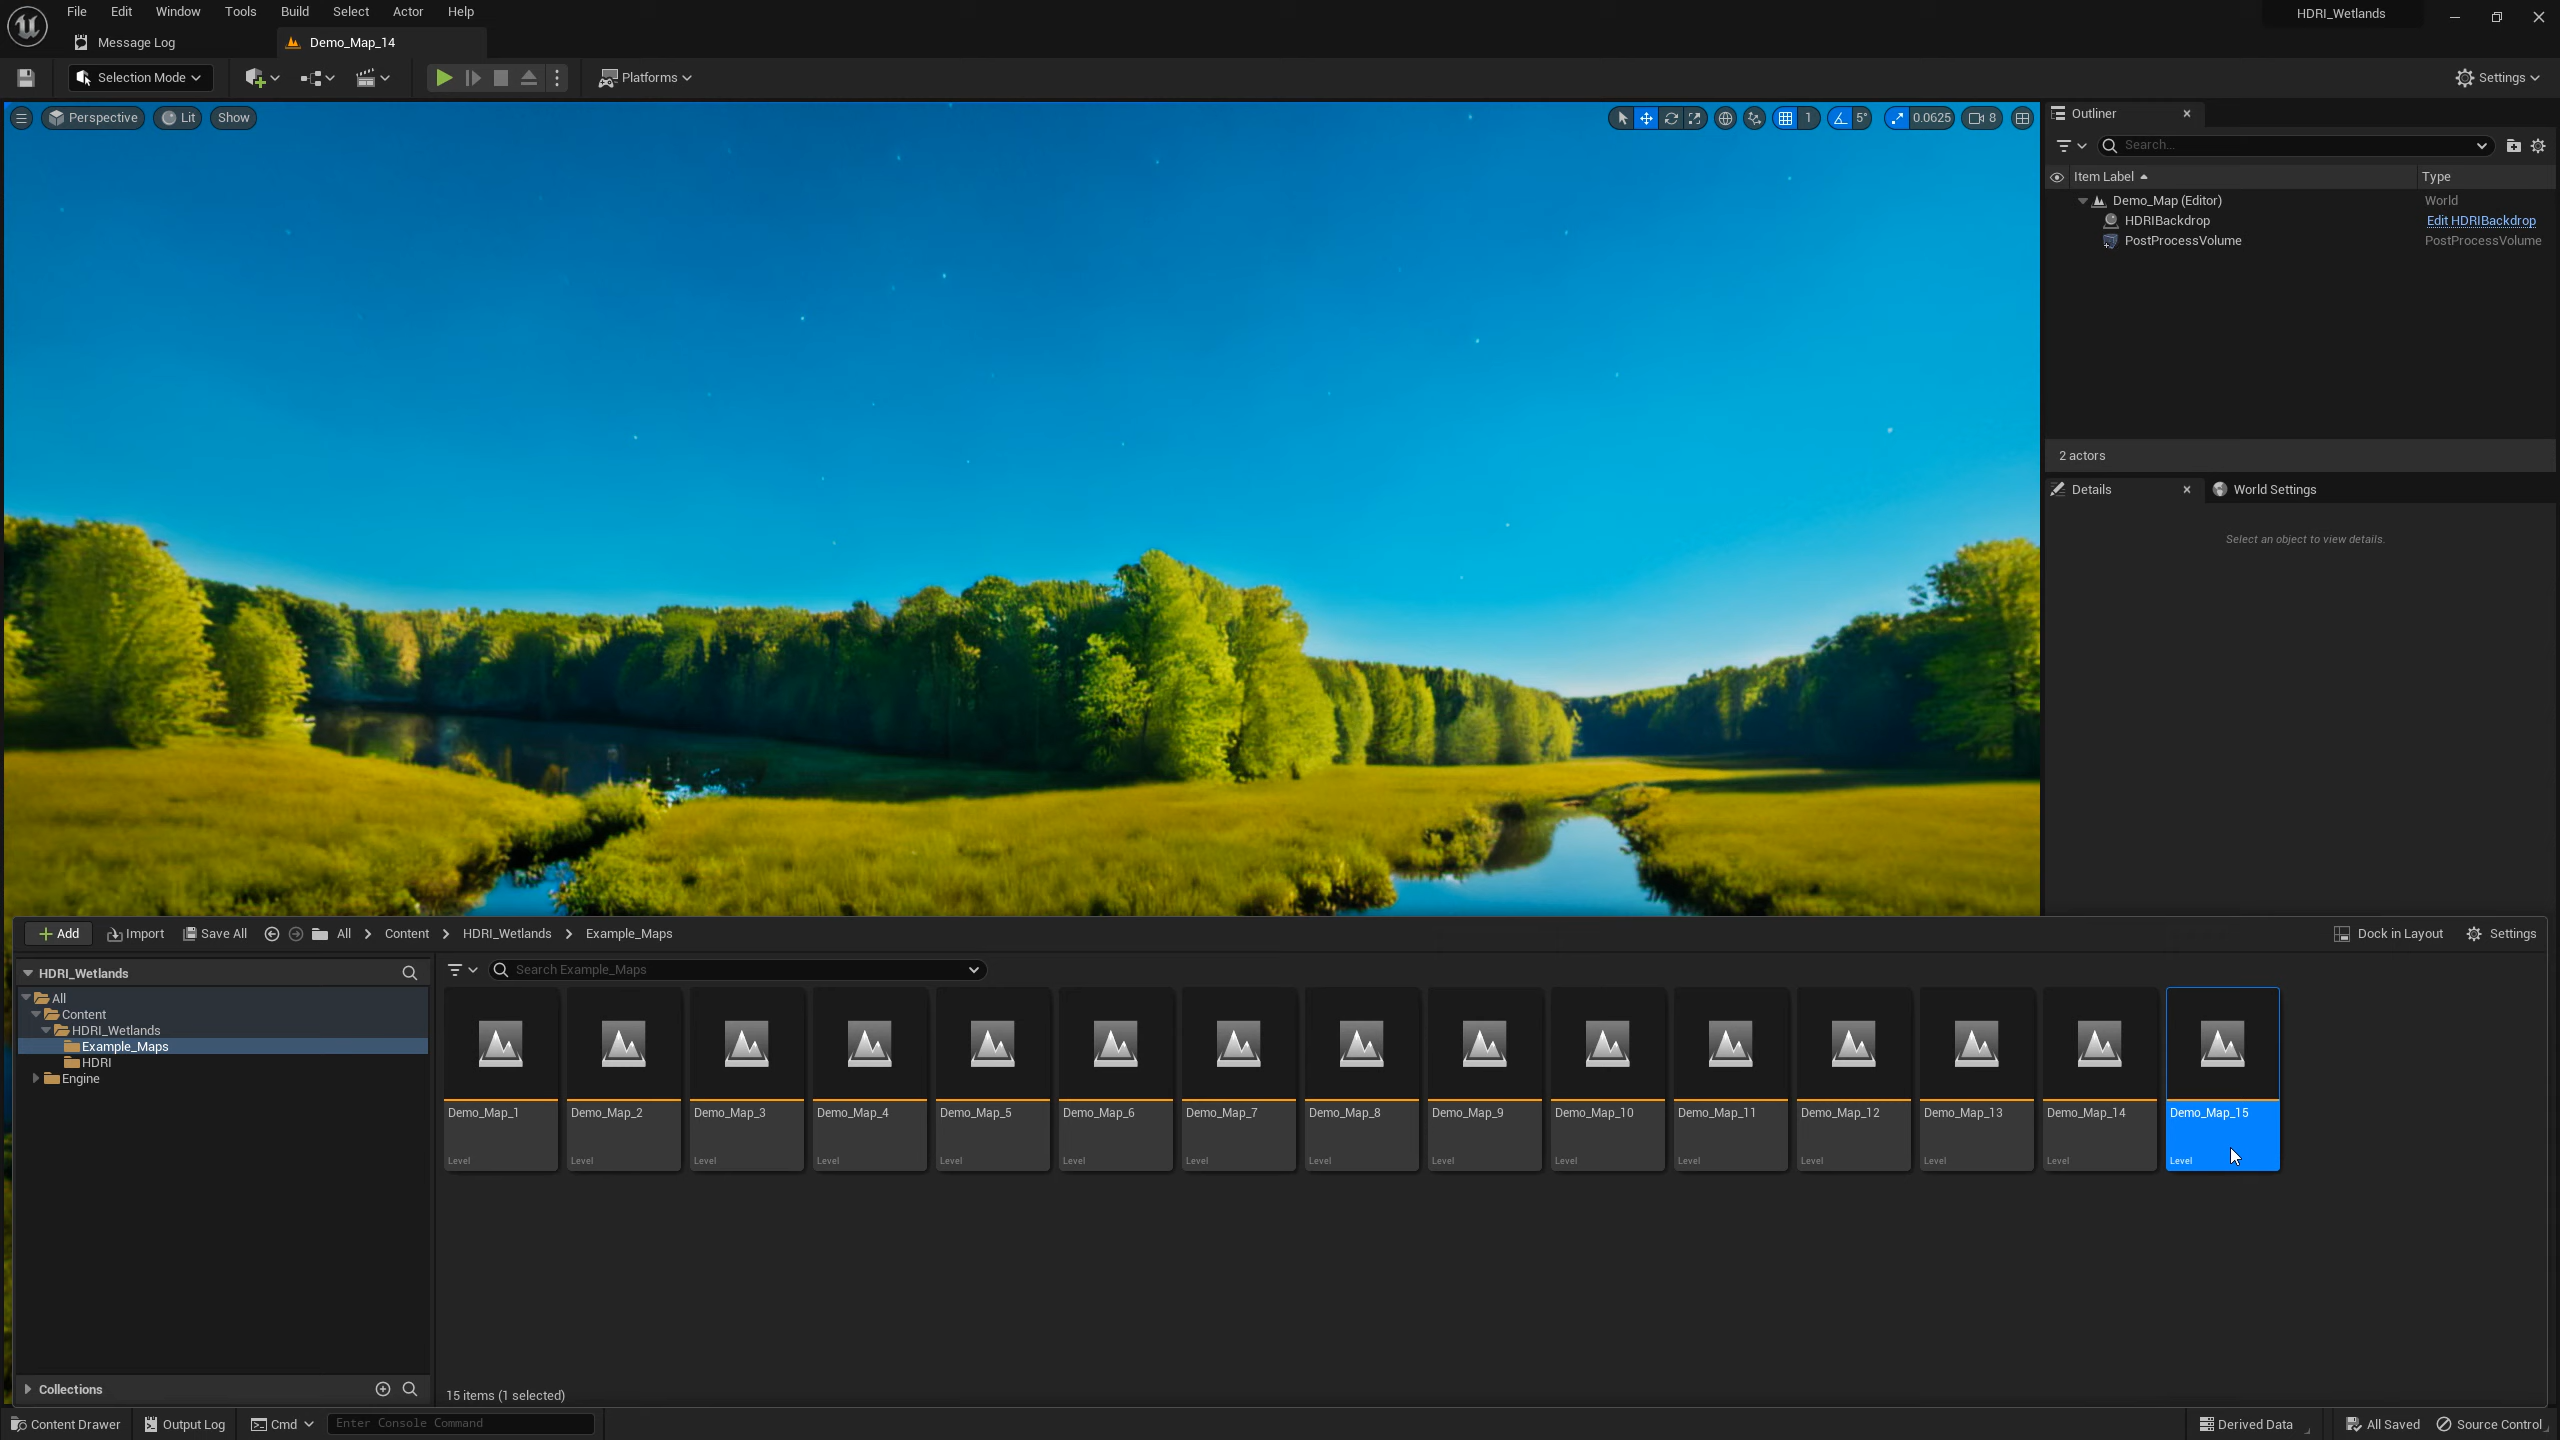 File Edit Window Tools Build Select Actor Help
HDRI_Wetlands
Message Log
Demo_Map_14
Selection Mode
Platforms
Settings
Perspective Lit Show
1 5° 0.0625 8
Outliner
Search...
Item Label Type
Demo_Map (Editor) World
HDRIBackdrop Edit HDRIBackdrop
PostProcessVolume PostProcessVolume
2 actors
Details World Settings
Select an object to view details.
Add Import Save All All Content HDRI_Wetlands Example_Maps
Dock in Layout Settings
HDRI_Wetlands
Search Example_Maps
All
Content
HDRI_Wetlands
Example_Maps
HDRI
Engine
Demo_Map_1 Demo_Map_2 Demo_Map_3 Demo_Map_4 Demo_Map_5 Demo_Map_6 Demo_Map_7 Demo_Map_8 Demo_Map_9 Demo_Map_10 Demo_Map_11 Demo_Map_12 Demo_Map_13 Demo_Map_14 Demo_Map_15
Level Level Level Level Level Level Level Level Level Level Level Level Level Level Level
Collections
15 items (1 selected)
Content Drawer Output Log Cmd Enter Console Command
Derived Data All Saved Source Control